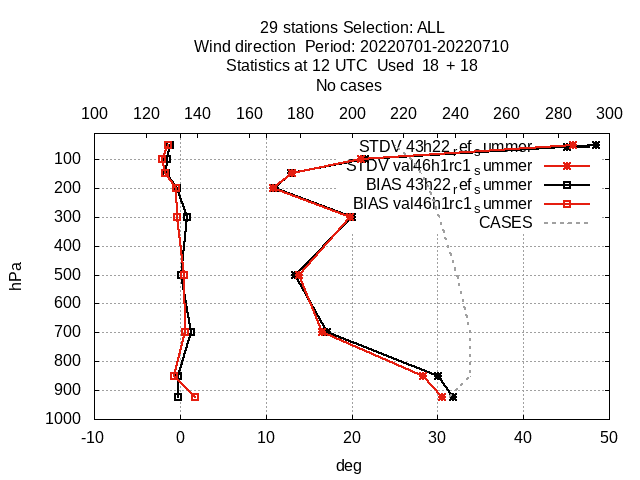 29 stations Selection: ALL
Wind direction  Period: 20220701-20220710
Statistics at 12 UTC  Used  18  + 18
No cases
100 120 140 160 180 200 220 240 260 280 300
STDV 43h22_ref_summer
STDV val46h1rc1_summer
BIAS 43h22_ref_summer
BIAS val46h1rc1_summer
CASES
100
200
300
400
500
600
700
800
900
1000
hPa
-10 0 10 20 30 40 50
deg